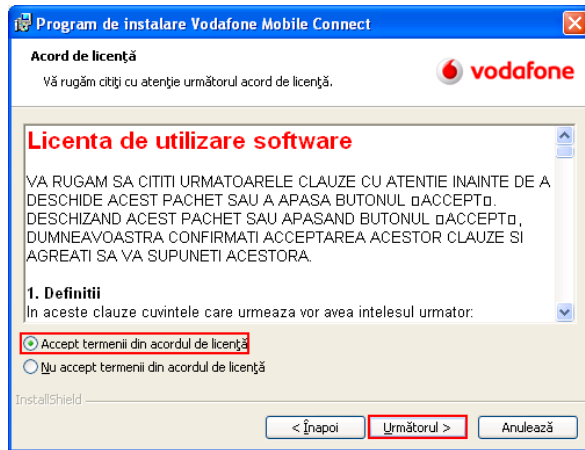 Program de instalare Vodafone Mobile Connect
Acord de licenţă
Vă rugăm citiţi cu atenţie următorul acord de licenţă.
vodafone
Licenta de utilizare software
VA RUGAM SA CITITI URMATOARELE CLAUZE CU ATENTIE INAINTE DE A
DESCHIDE ACEST PACHET SAU A APASA BUTONUL □ACCEPT□.
DESCHIZAND ACEST PACHET SAU APASAND BUTONUL □ACCEPT□,
DUMNEAVOASTRA CONFIRMATI ACCEPTAREA ACESTOR CLAUZE SI
AGREATI SA VA SUPUNETI ACESTORA.
1. Definitii
In aceste clauze cuvintele care urmeaza vor avea intelesul urmator:
Accept termenii din acordul de licenţă
Nu accept termenii din acordul de licenţă
InstallShield
< Înapoi
Următorul >
Anulează